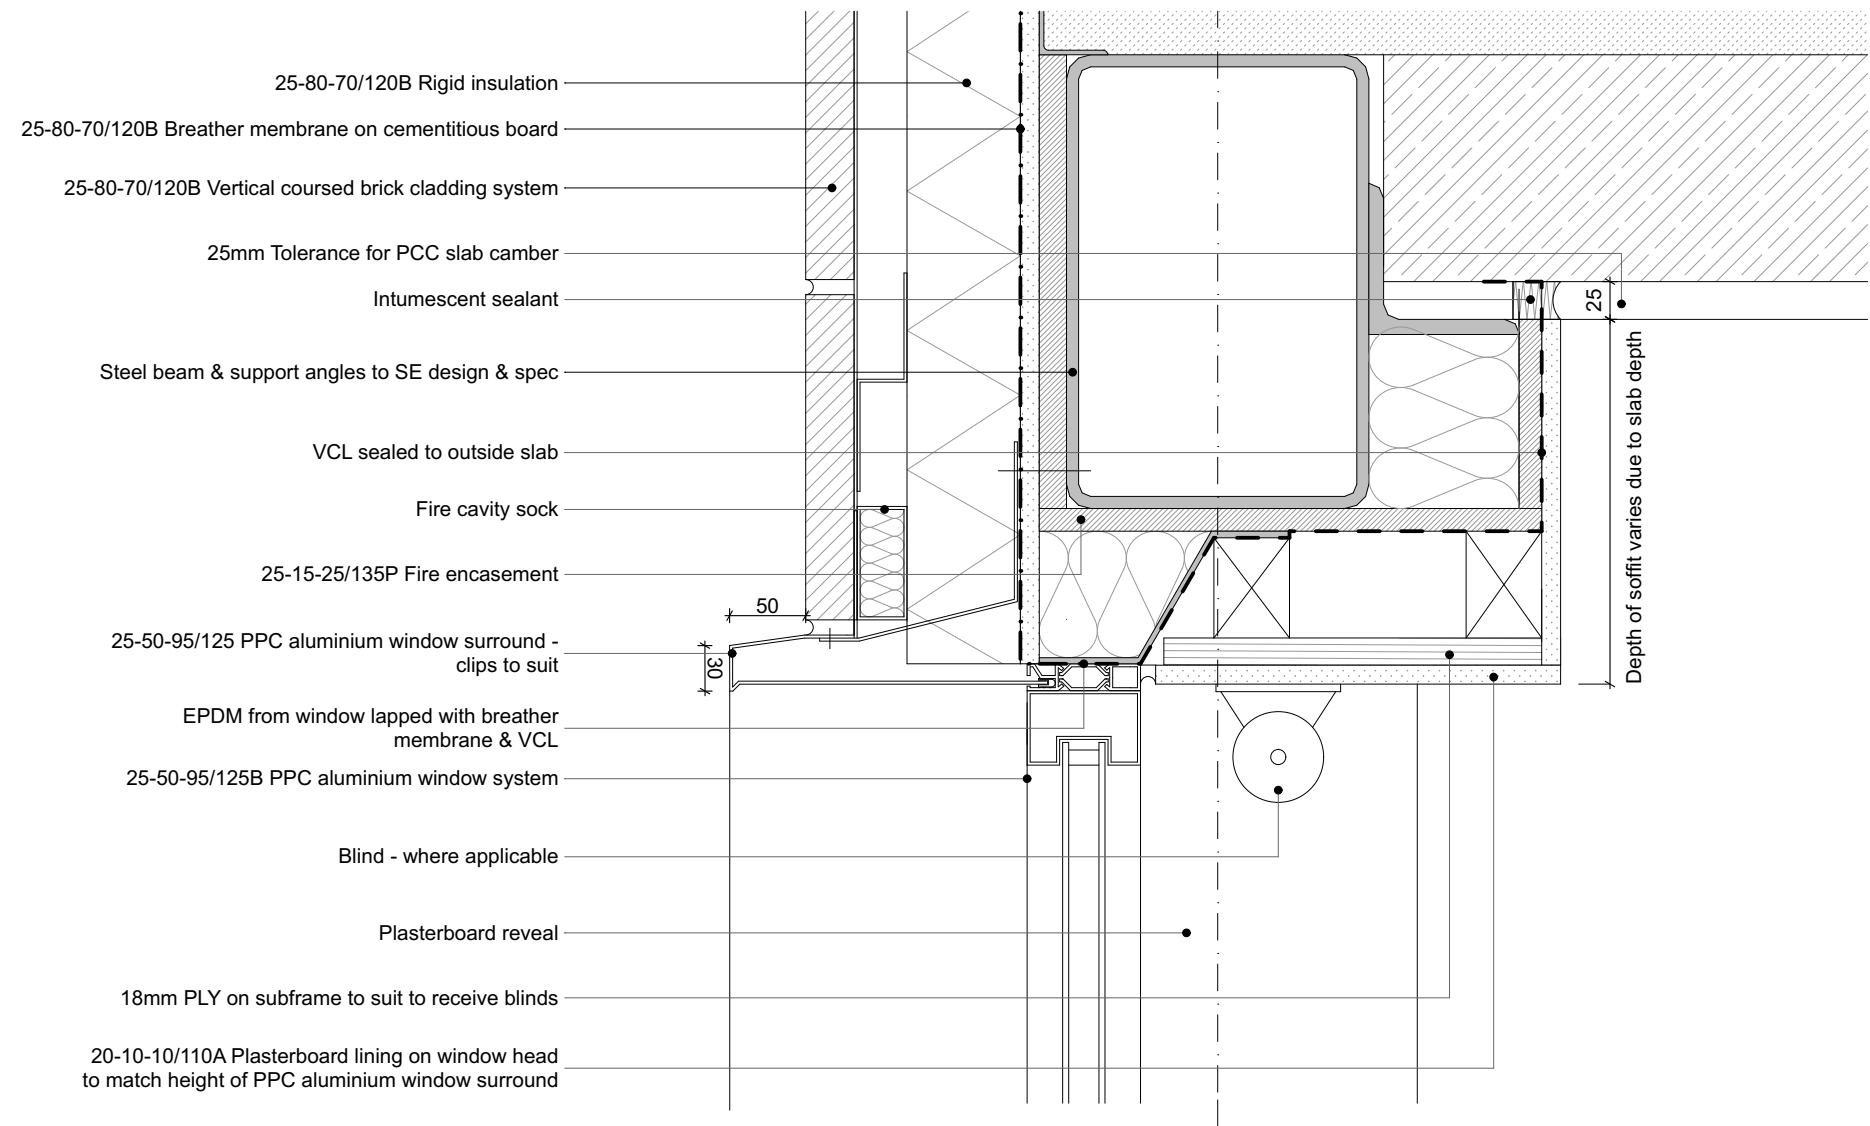 25-80-70/120B Rigid insulation
25-80-70/120B Breather membrane on cementitious board
25-80-70/120B Vertical coursed brick cladding system
25mm Tolerance for PCC slab camber
Intumescent sealant
25
Steel beam & support angles to SE design & spec
Depth of soffit varies due to slab depth
VCL sealed to outside slab
Fire cavity sock
25-15-25/135P Fire encasement
50
25-50-95/125 PPC aluminium window surround -
clips to suit
30
EPDM from window lapped with breather
membrane & VCL
25-50-95/125B PPC aluminium window system
Blind - where applicable
Plasterboard reveal
18mm PLY on subframe to suit to receive blinds
20-10-10/110A Plasterboard lining on window head
to match height of PPC aluminium window surround